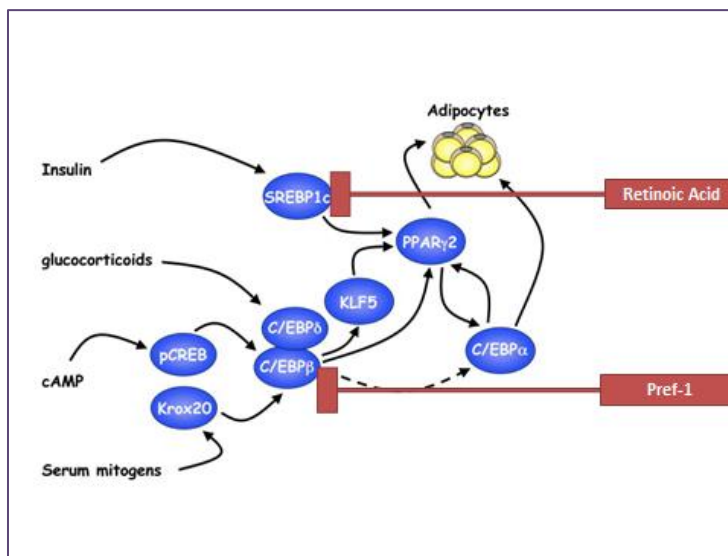 Adipocytes
Insulin
SREBP1c
Retinoic Acid
PPARγ2
glucocorticoids
KLF5
C/EBPδ
pCREB
C/EBPβ
C/EBPα
cAMP
Pref-1
Krox20
Serum mitogens